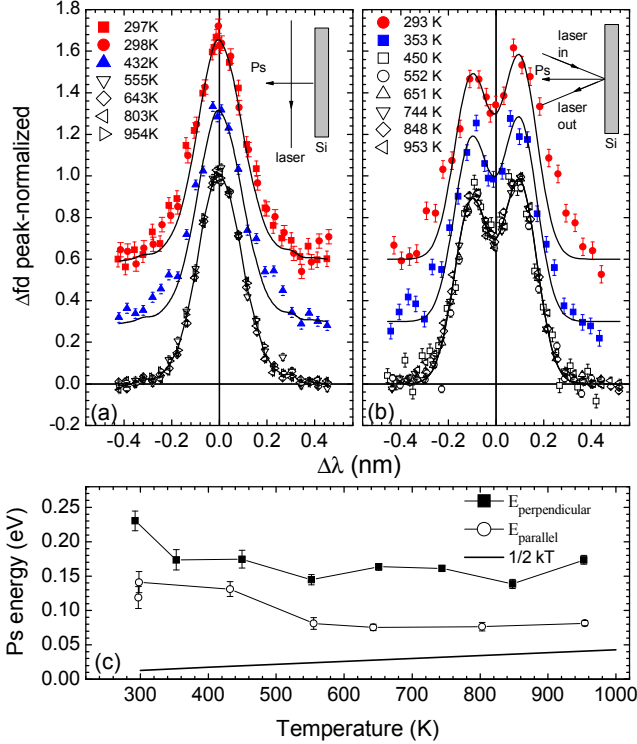 Δfd peak-normalized
1.8
1.6
1.4
1.2
1.0
0.8
0.6
0.4
0.2
0.0
-0.2
297K
298K
432K
555K
643K
803K
954K
Ps
laser
Si
(a)
-0.4 -0.2 0.0 0.2 0.4
293 K
353 K
450 K
552 K
651 K
744 K
848 K
953 K
laser
in
Ps
laser
out
Si
(b)
-0.4 -0.2 0.0 0.2 0.4
Δλ (nm)
Ps energy (eV)
0.25
0.20
0.15
0.10
0.05
0.00
E perpendicular
E parallel
1/2 kT
(c)
300 400 500 600 700 800 900 1000
Temperature (K)